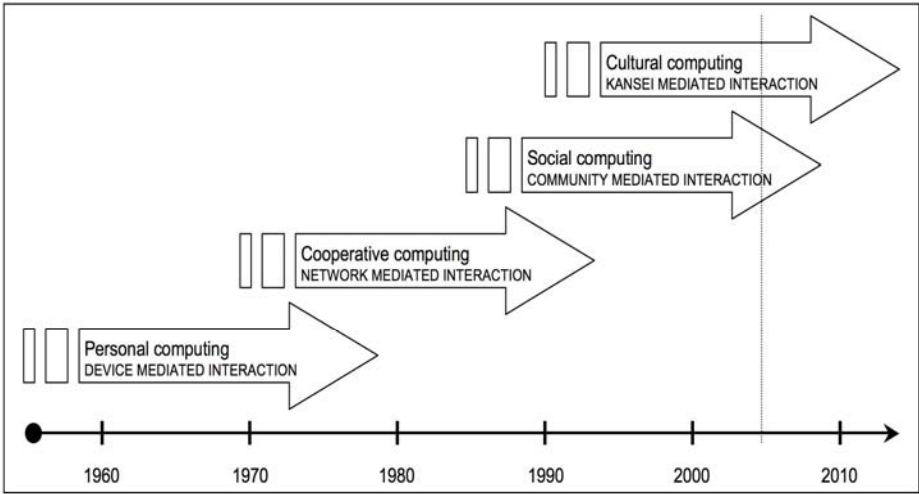 Cultural computing
KANSEI MEDIATED INTERACTION
Social computing
COMMUNITY MEDIATED INTERACTION
Cooperative computing
NETWORK MEDIATED INTERACTION
Personal computing
DEVICE MEDIATED INTERACTION
1960 1970 1980 1990 2000 2010